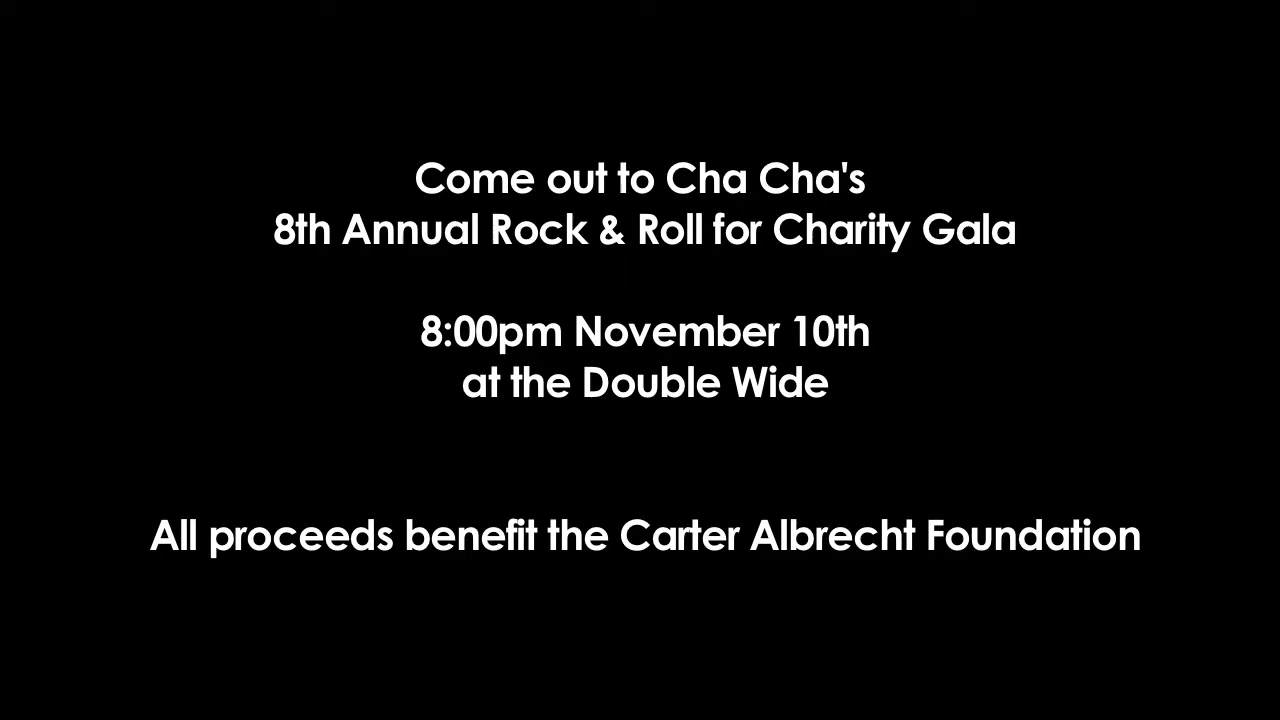 Come out to Cha Cha's
8th Annual Rock & Roll for Charity Gala
8:00pm November 10th
at the Double Wide
All proceeds benefit the Carter Albrecht Foundation